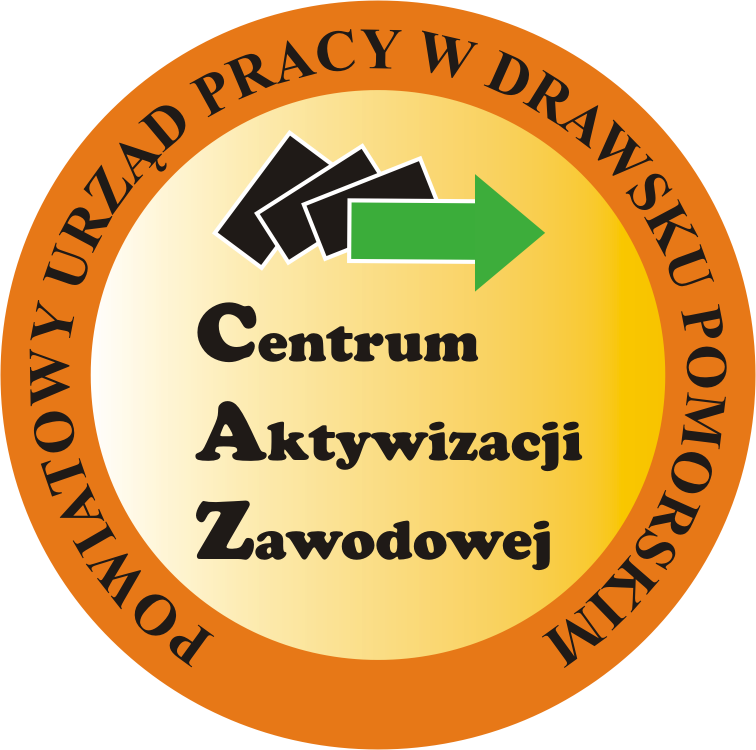 POWIATOWY URZĄD PRACY W DRAWSKU POMORSKIM
Centrum
Aktywizacji
Zawodowej